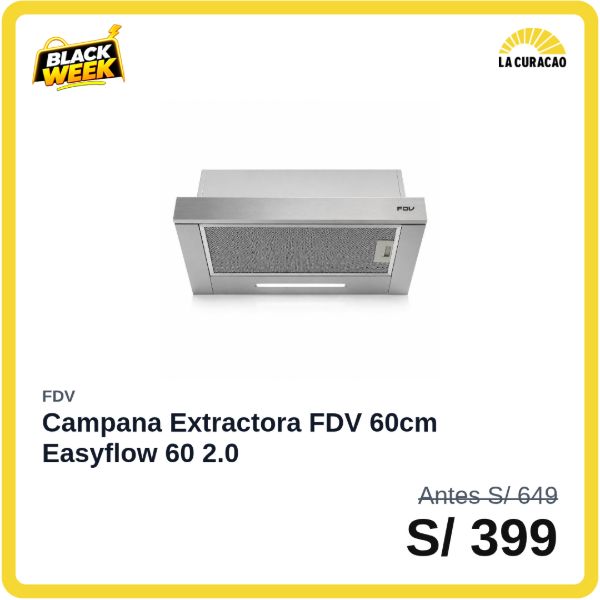 BLACK
WEEK
LA CURACAO
FDV
FDV
Campana Extractora FDV 60cm
Easyflow 60 2.0
Antes S/ 649
S/ 399